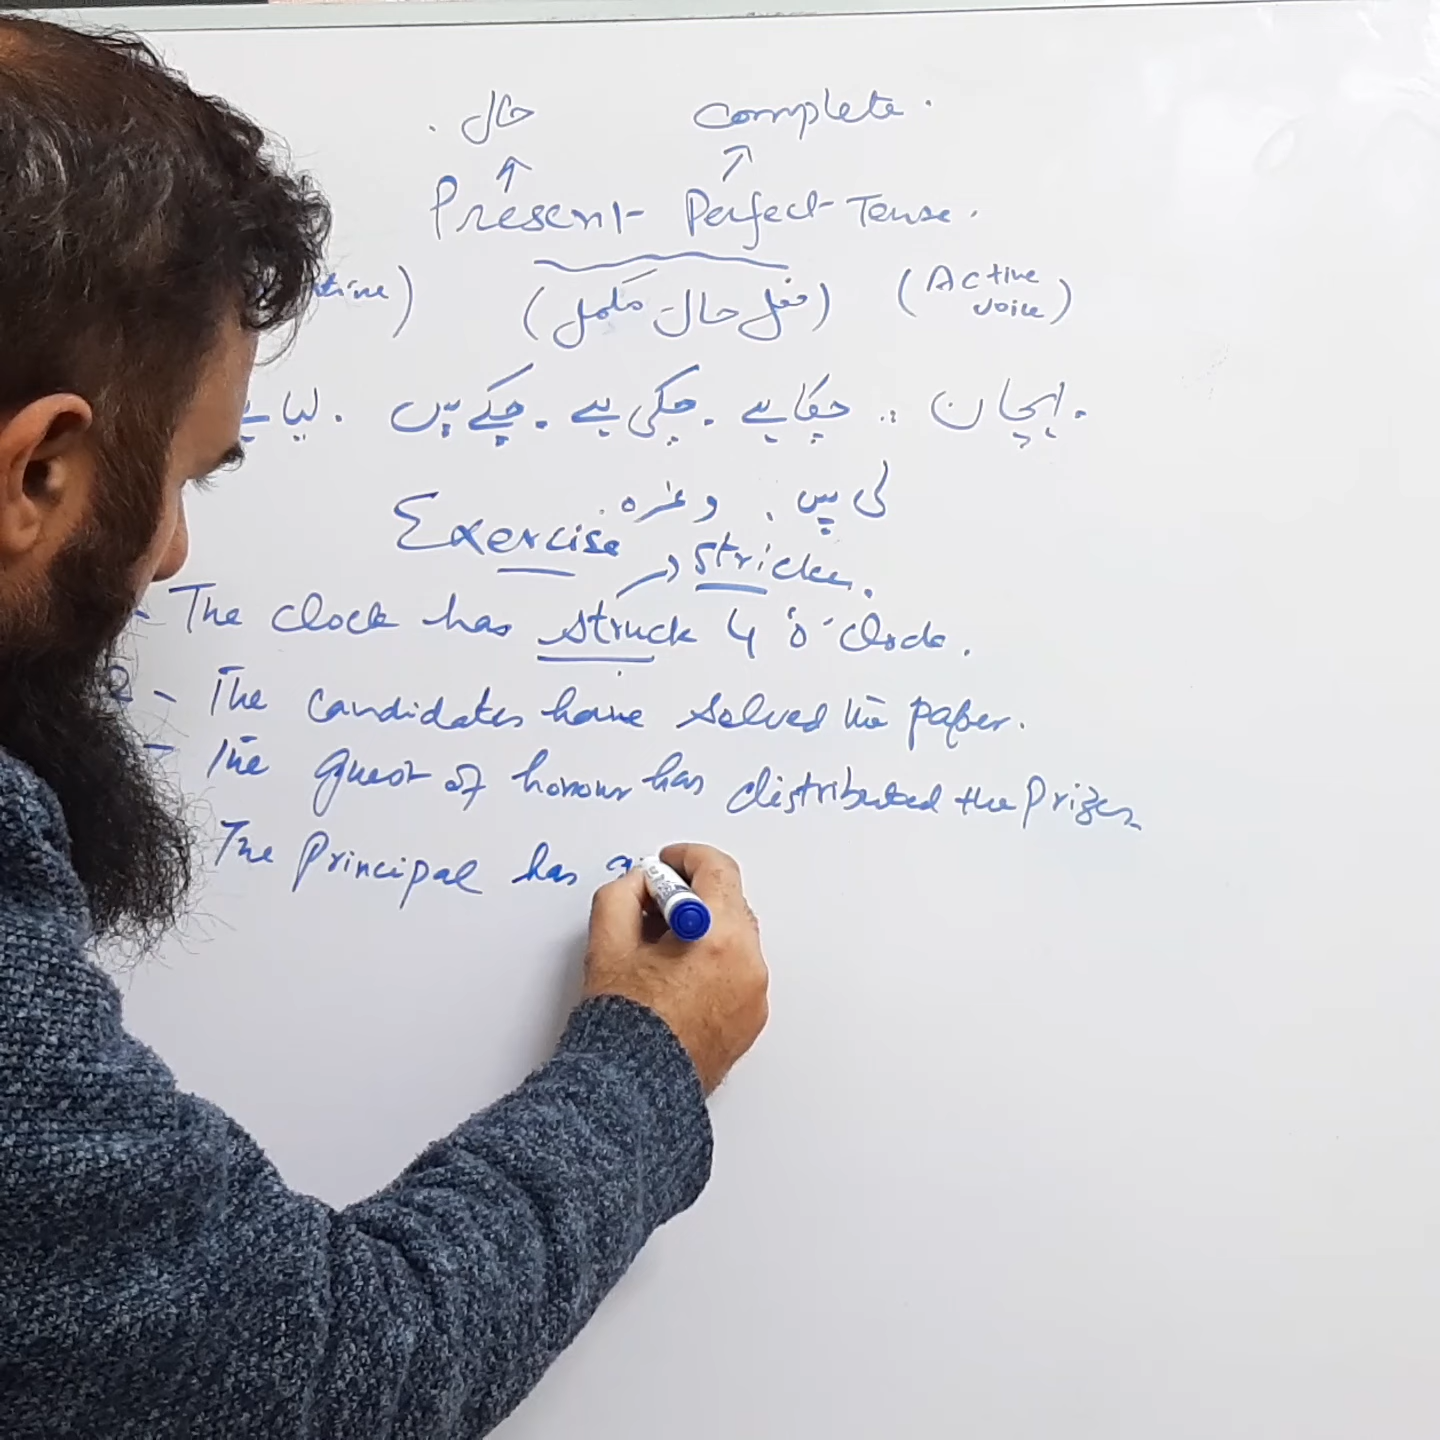 حال Complete.
Present Perfect Tense.
(فعل حال مکمل) (Active voice)
پہچان: چکا ہے. چکی ہے. چکے ہیں. لیا ہے
لی ہیں. وغیرہ
Exercise
stricken.
- The clock has struck 4 'o' clock.
2 - The candidates have solved the paper.
- The guest of honour has distributed the prizes
The Principal has